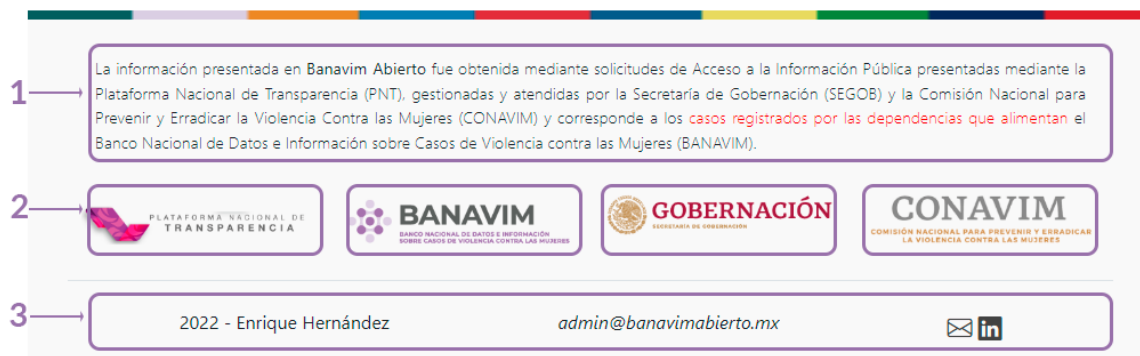 1
La información presentada en Banavim Abierto fue obtenida mediante solicitudes de Acceso a la Información Pública presentadas mediante la
Plataforma Nacional de Transparencia (PNT), gestionadas y atendidas por la Secretaría de Gobernación (SEGOB) y la Comisión Nacional para
Prevenir y Erradicar la Violencia Contra las Mujeres (CONAVIM) y corresponde a los casos registrados por las dependencias que alimentan el
Banco Nacional de Datos e Información sobre Casos de Violencia contra las Mujeres (BANAVIM).
2
PLATAFORMA NACIONAL DE
TRANSPARENCIA
BANAVIM
BANCO NACIONAL DE DATOS E INFORMACIÓN
SOBRE CASOS DE VIOLENCIA CONTRA LAS MUJERES
GOBERNACIÓN
SECRETARÍA DE GOBERNACIÓN
CONAVIM
COMISIÓN NACIONAL PARA PREVENIR Y ERRADICAR
LA VIOLENCIA CONTRA LAS MUJERES
3
2022 - Enrique Hernández
admin@banavimabierto.mx
in